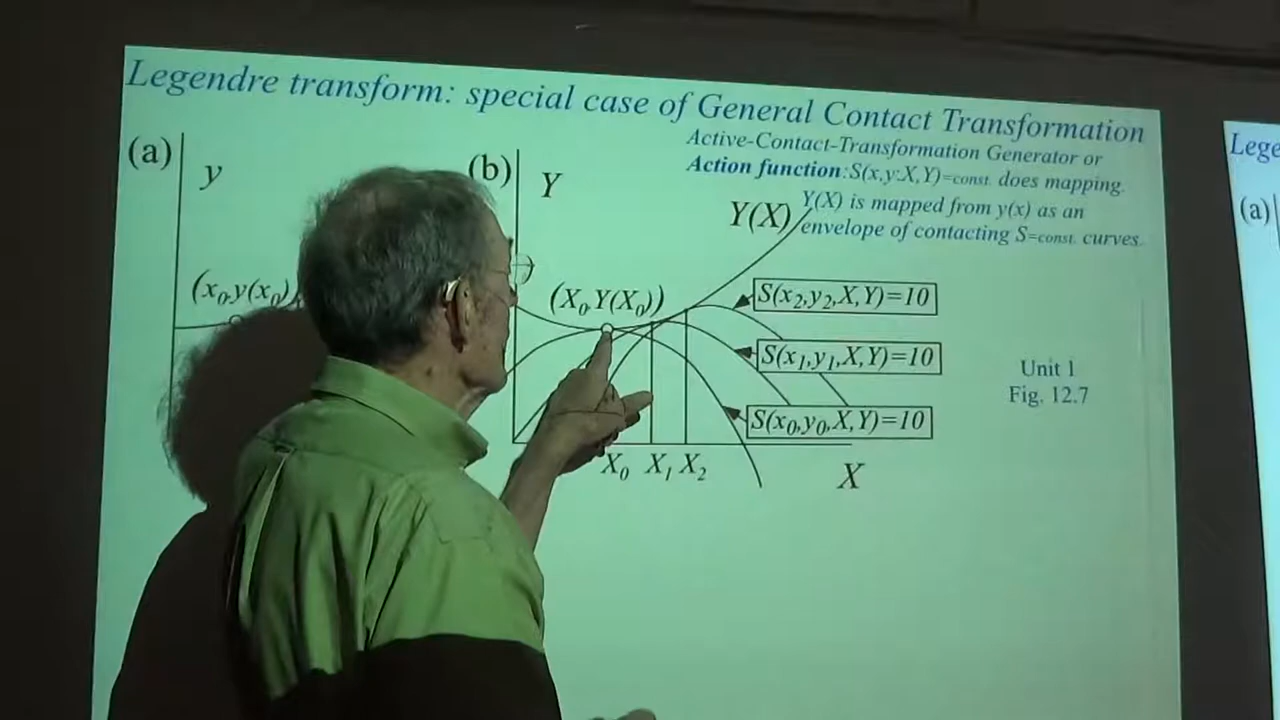 Legendre transform: special case of General Contact Transformation
Active-Contact-Transformation Generator or
Action function:S(x,y:X,Y)=const. does mapping.
Y(X) is mapped from y(x) as an
envelope of contacting S=const. curves.
(a)
y
(x₀,y(x₀)
(b)
Y
Y(X)
(X₀ Y(X₀))
S(x₂,y₂,X,Y)=10
S(x₁,y₁,X,Y)=10
S(x₀,y₀,X,Y)=10
X₀ X₁ X₂
X
Unit 1
Fig. 12.7
Lege
(a)